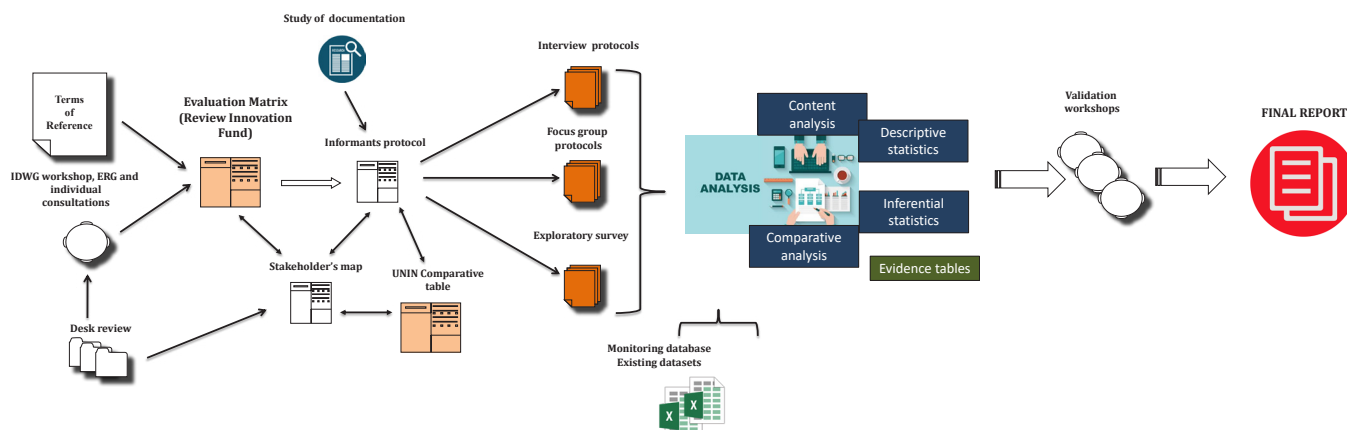 Study of documentation
Terms
of
Reference
IDWG workshop, ERG and
individual
consultations
Desk review
Evaluation Matrix
(Review Innovation
Fund)
Informants protocol
Stakeholder's map
UNIN Comparative
table
Interview protocols
Focus group
protocols
Exploratory survey
DATA
ANALYSIS
Content
analysis
Descriptive
statistics
Inferential
statistics
Comparative
analysis
Evidence tables
Monitoring database
Existing datasets
X
X
Validation
workshops
FINAL REPORT